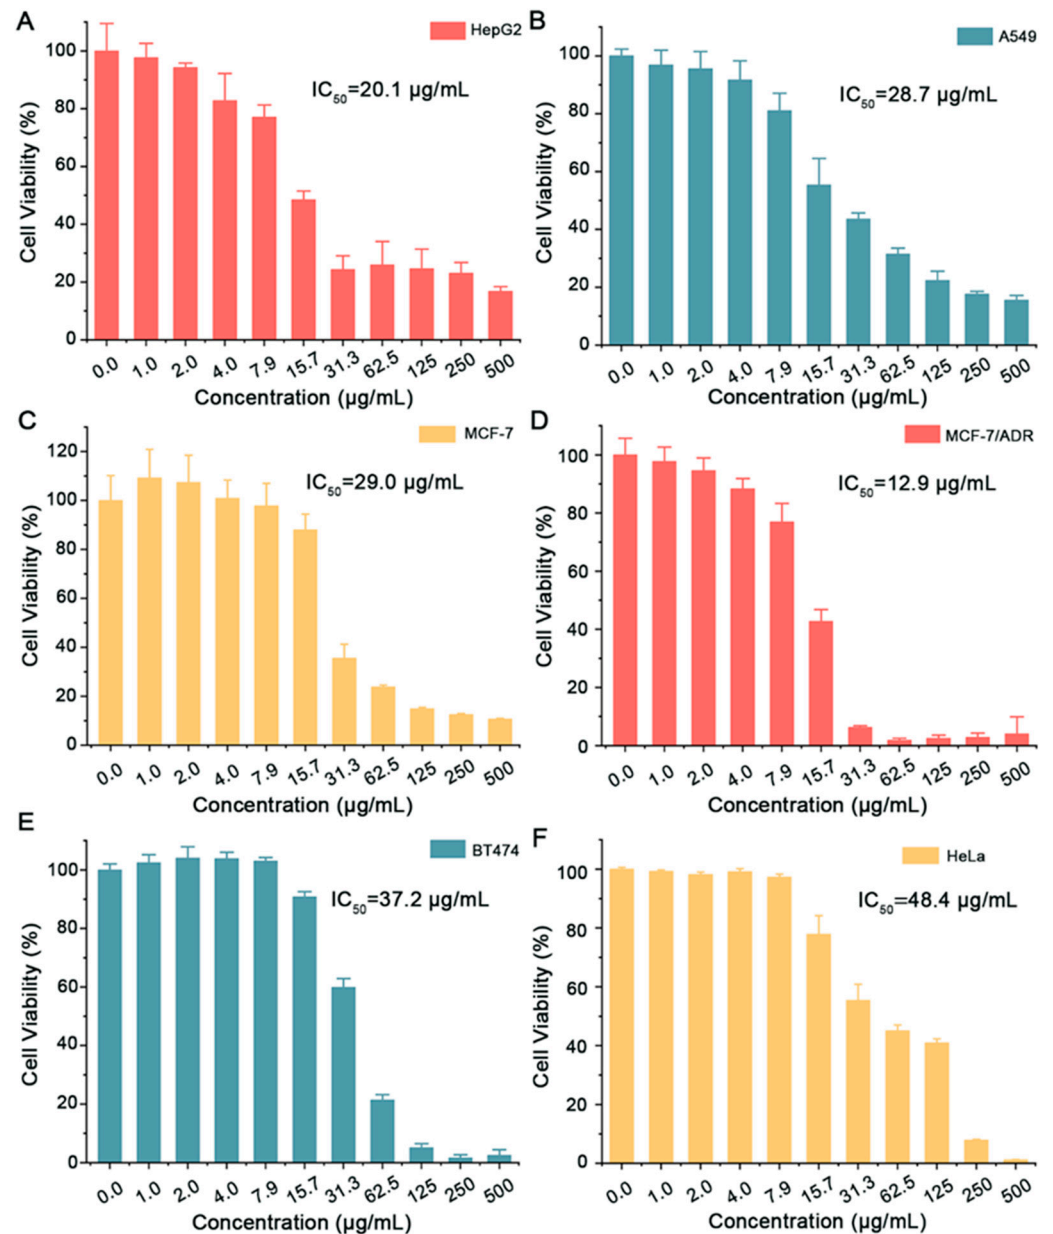 A
HepG2
IC50=20.1 µg/mL
Cell Viability (%)
100
80
60
40
20
0
0.0 1.0 2.0 4.0 7.9 15.7 31.3 62.5 125 250 500
Concentration (µg/mL)
B
A549
IC50=28.7 µg/mL
Cell Viability (%)
100
80
60
40
20
0
0.0 1.0 2.0 4.0 7.9 15.7 31.3 62.5 125 250 500
Concentration (µg/mL)
C
MCF-7
IC50=29.0 µg/mL
Cell Viability (%)
120
100
80
60
40
20
0
0.0 1.0 2.0 4.0 7.9 15.7 31.3 62.5 125 250 500
Concentration (µg/mL)
D
MCF-7/ADR
IC50=12.9 µg/mL
Cell Viability (%)
100
80
60
40
20
0
0.0 1.0 2.0 4.0 7.9 15.7 31.3 62.5 125 250 500
Concentration (µg/mL)
E
BT474
IC50=37.2 µg/mL
Cell Viability (%)
100
80
60
40
20
0
0.0 1.0 2.0 4.0 7.9 15.7 31.3 62.5 125 250 500
Concentration (µg/mL)
F
HeLa
IC50=48.4 µg/mL
Cell Viability (%)
100
80
60
40
20
0
0.0 1.0 2.0 4.0 7.9 15.7 31.3 62.5 125 250 500
Concentration (µg/mL)